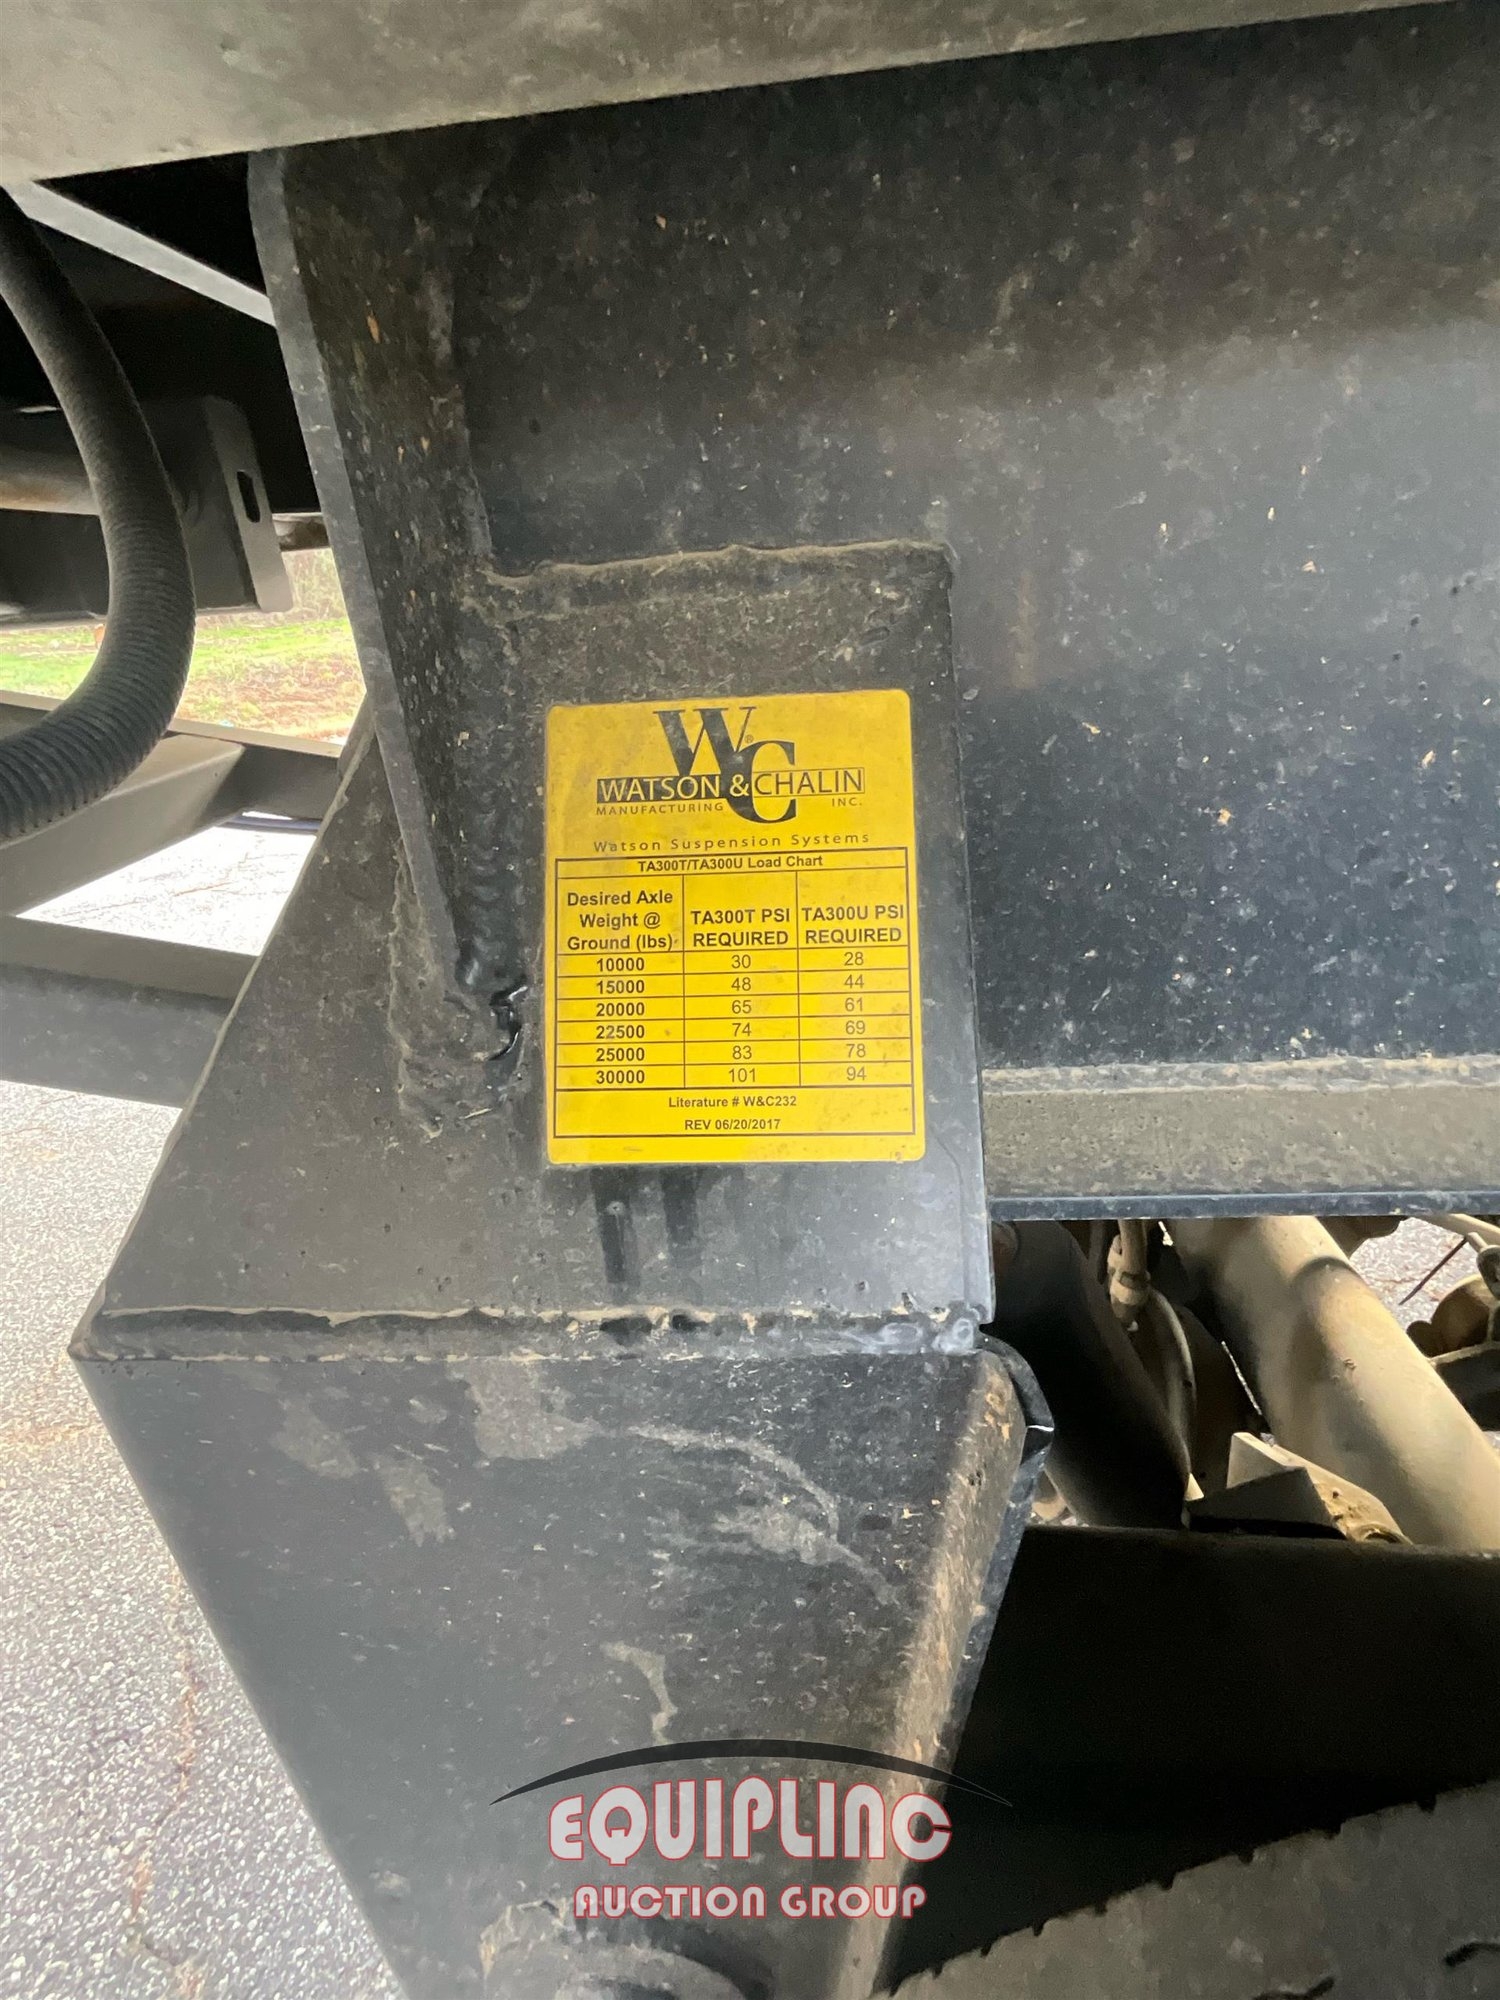 W&C®
WATSON & CHALIN
MANUFACTURING INC.
Watson Suspension Systems
TA300T/TA300U Load Chart
Desired Axle Weight @ Ground (lbs) TA300T PSI REQUIRED TA300U PSI REQUIRED
10000 30 28
15000 48 44
20000 65 61
22500 74 69
25000 83 78
30000 101 94
Literature # W&C232
REV 06/20/2017
EQUIPLINC
AUCTION GROUP